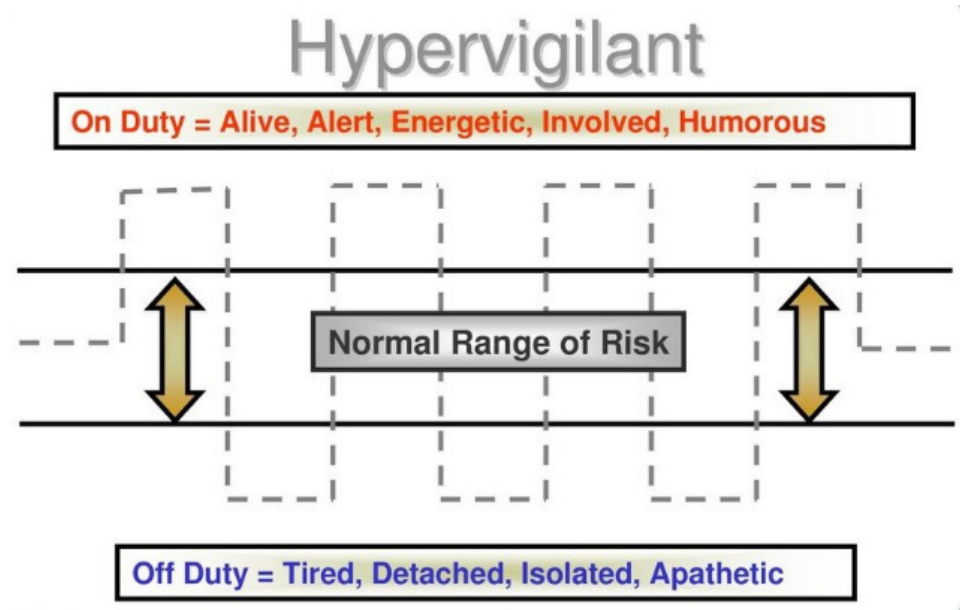 Hypervigilant
On Duty = Alive, Alert, Energetic, Involved, Humorous
Normal Range of Risk
Off Duty = Tired, Detached, Isolated, Apathetic